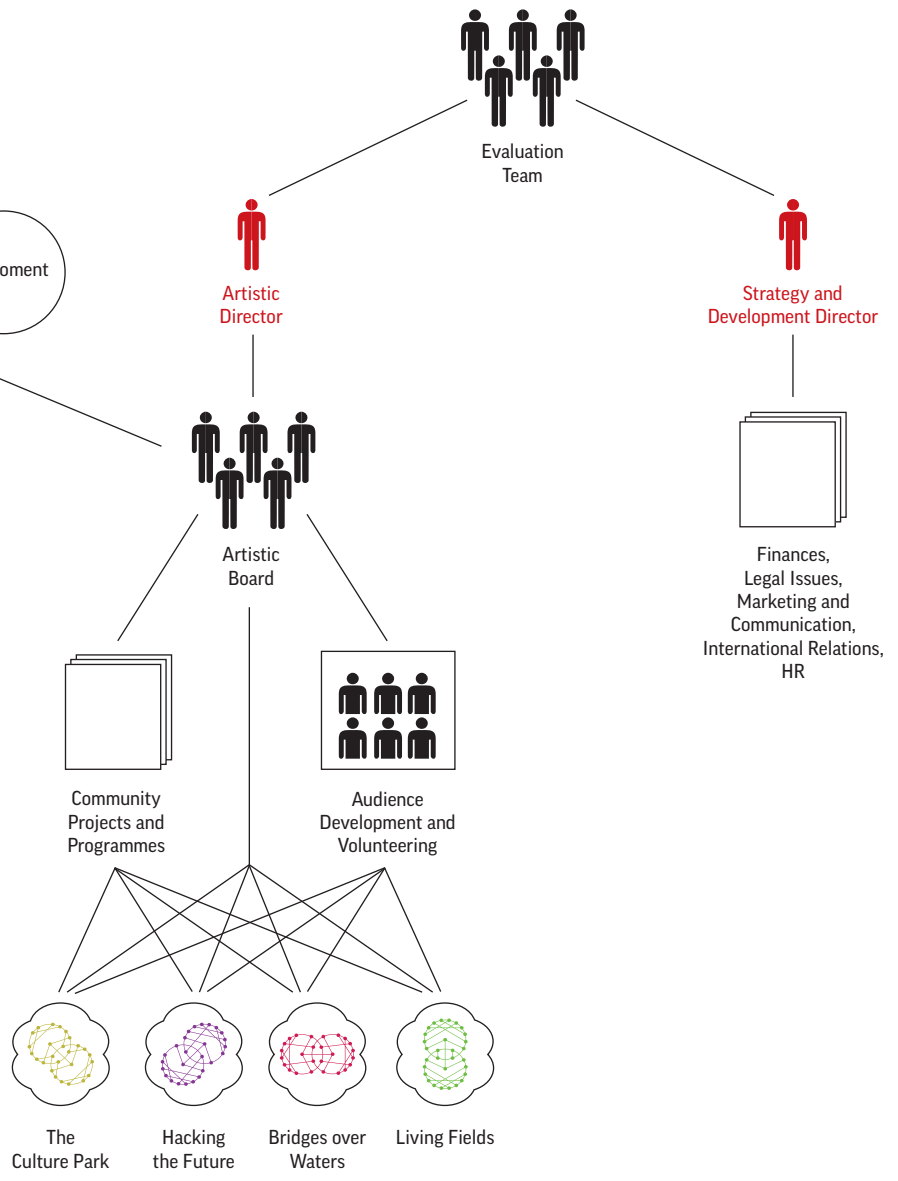 Evaluation
Team
Artistic
Director
Strategy and
Development Director
Artistic
Board
Finances,
Legal Issues,
Marketing and
Communication,
International Relations,
HR
Community
Projects and
Programmes
Audience
Development and
Volunteering
The
Culture Park
Hacking
the Future
Bridges over
Waters
Living Fields